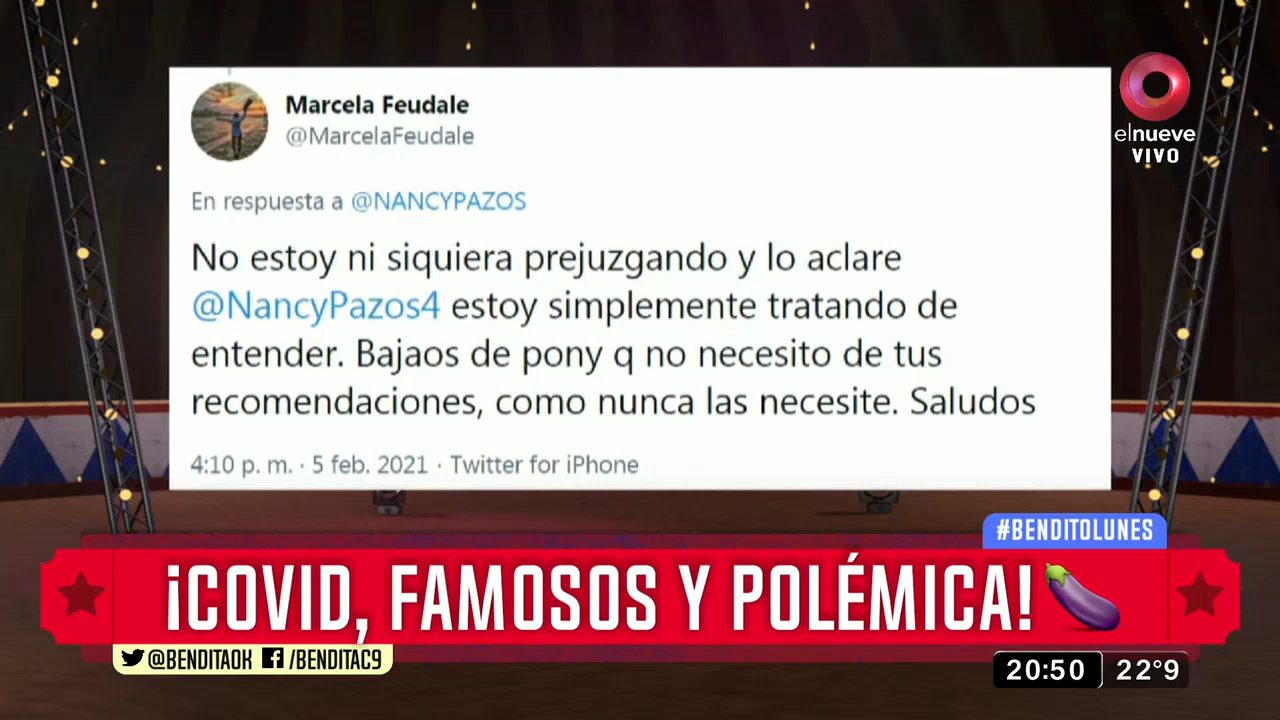 Marcela Feudale
@MarcelaFeudale
En respuesta a @NANCYPAZOS
No estoy ni siquiera prejuzgando y lo aclare
@NancyPazos4 estoy simplemente tratando de
entender. Bajaos de pony q no necesito de tus
recomendaciones, como nunca las necesite. Saludos
4:10 p. m. · 5 feb. 2021 · Twitter for iPhone
elnueve
VIVO
#BENDITOLUNES
¡COVID, FAMOSOS Y POLÉMICA!🍆
@BENDITAOK /BENDITAC9
20:50 22°9